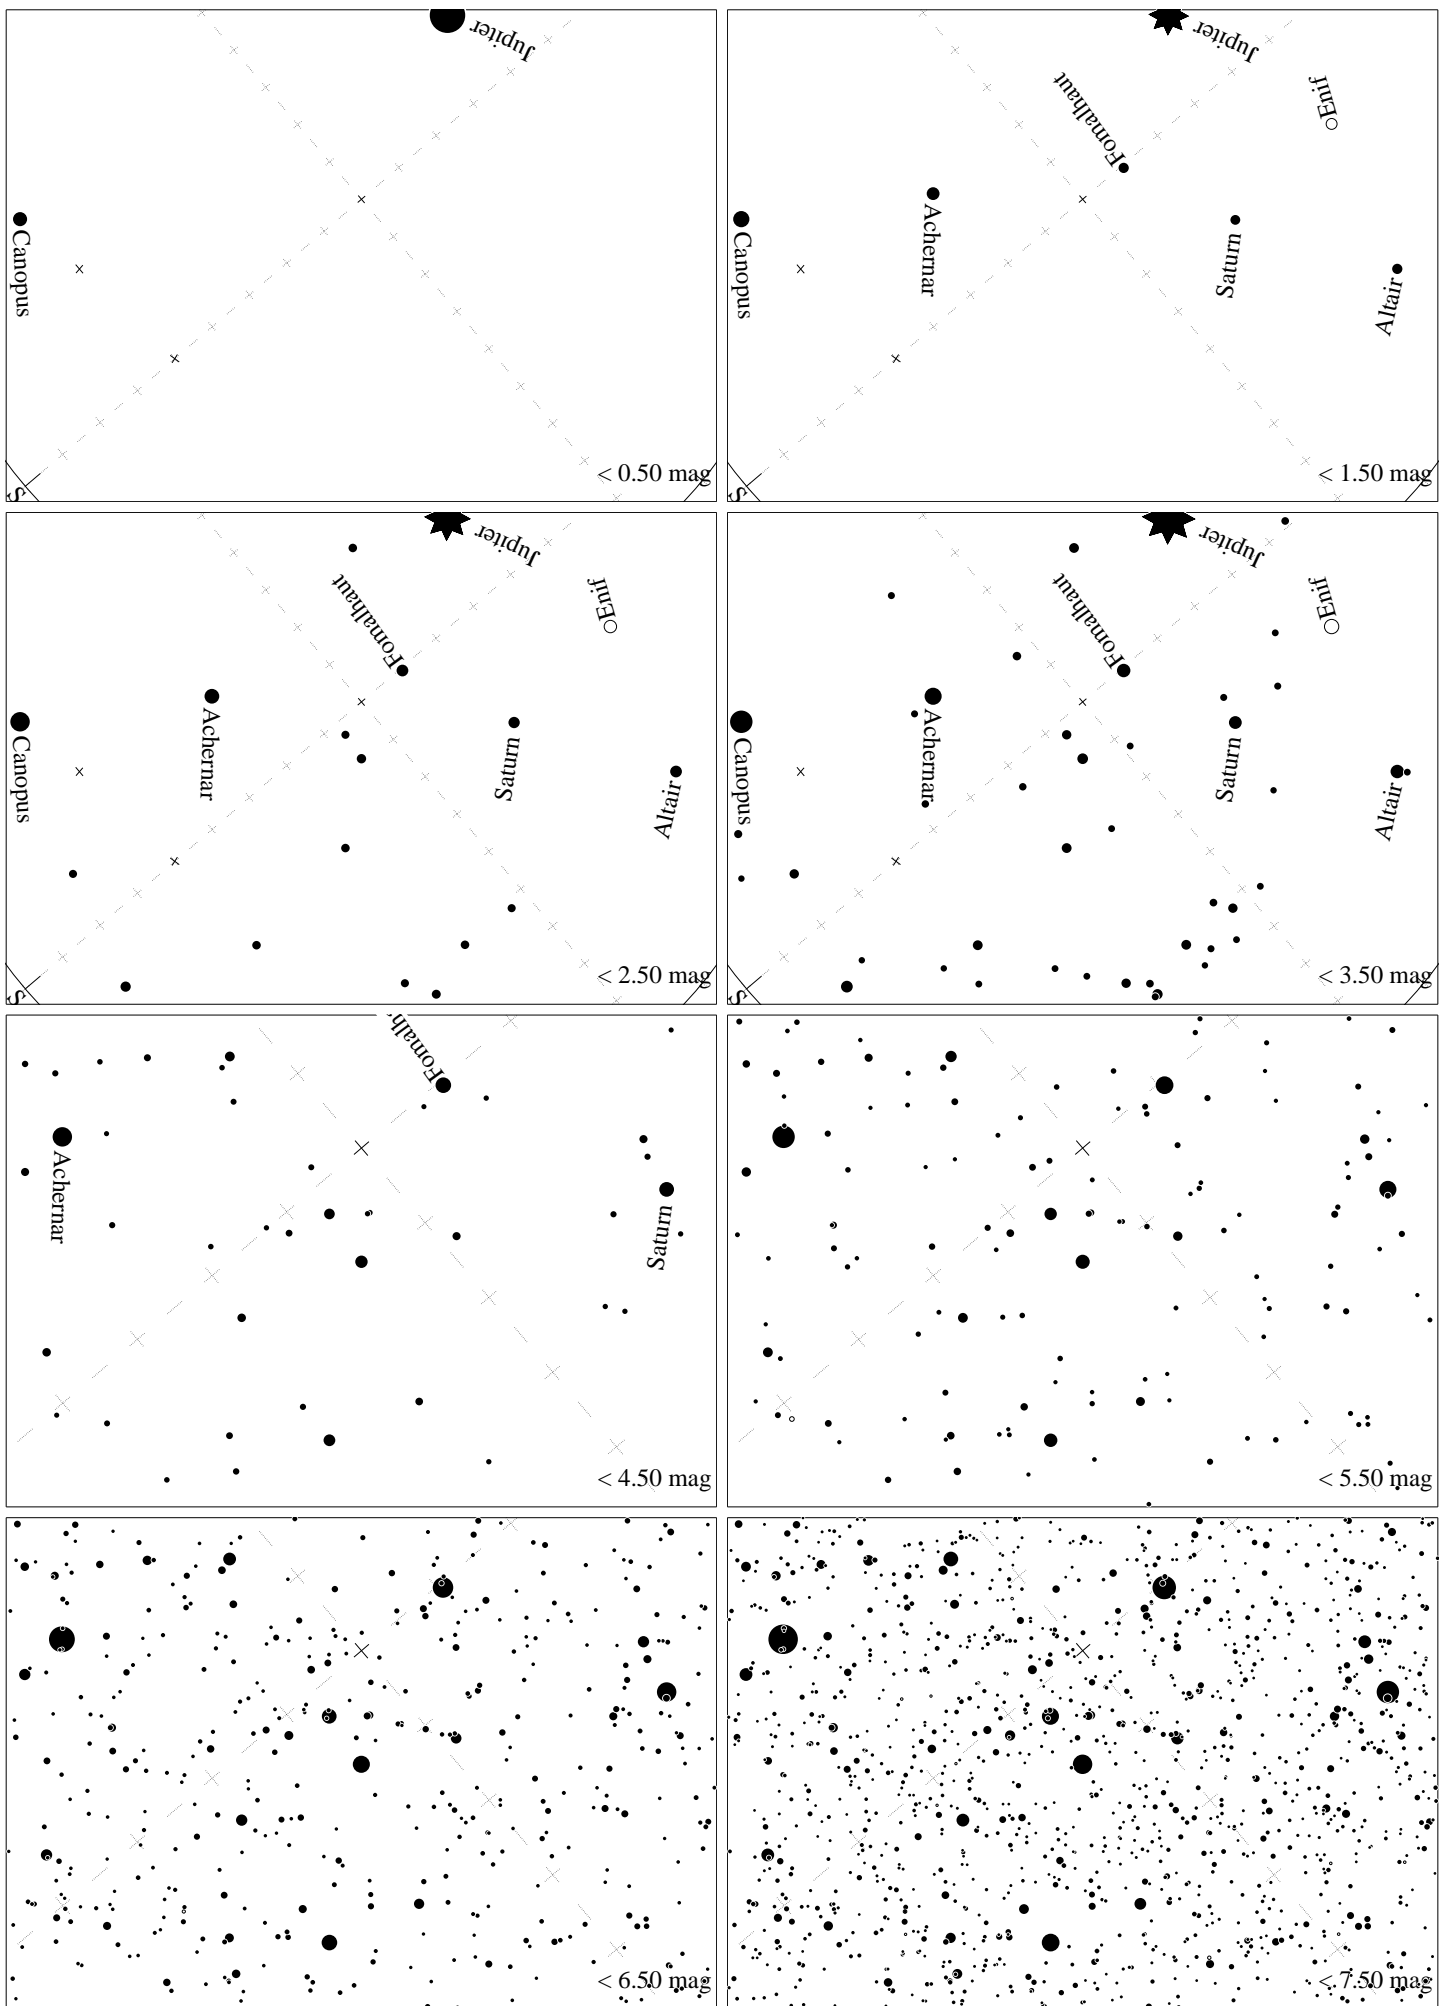 Jupiter
Canopus
< 0.50 mag
S
Jupiter
Fomalhaut
Enif
Achernar
Canopus
Saturn
Altair
< 1.50 mag
S
Jupiter
Fomalhaut
Enif
Achernar
Canopus
Saturn
Altair
< 2.50 mag
S
Jupiter
Fomalhaut
Enif
Achernar
Canopus
Saturn
Altair
< 3.50 mag
S
Fomalh
Achernar
Saturn
< 4.50 mag
< 5.50 mag
< 6.50 mag
< 7.50 mag